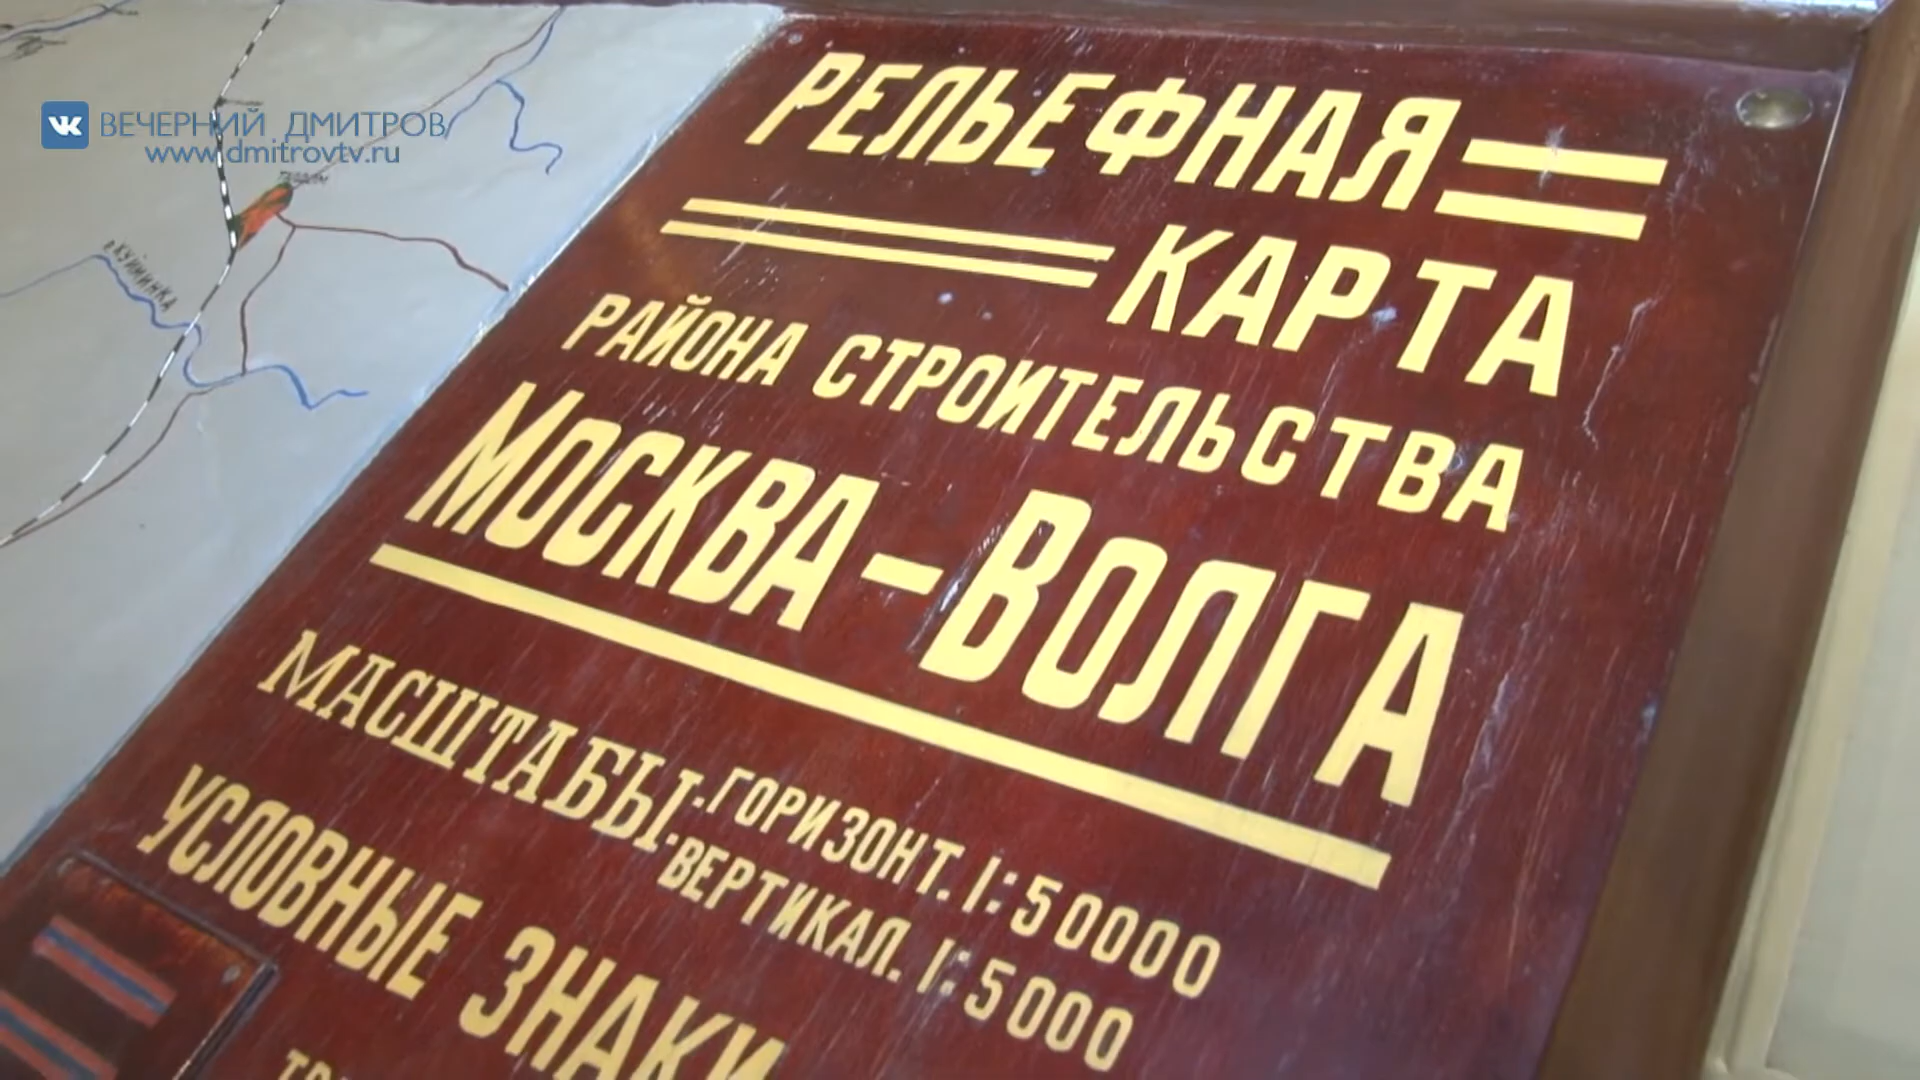 ВЕЧЕРНИЙ ДМИТРОВ
www.dmitrovtv.ru
РЕЛЬЕФНАЯ
КАРТА
РАЙОНА СТРОИТЕЛЬСТВА
МОСКВА–ВОЛГА
МАСШТАБЫ: ГОРИЗОНТ. 1:50000
ВЕРТИКАЛ. 1:5000
УСЛОВНЫЕ ЗНАКИ